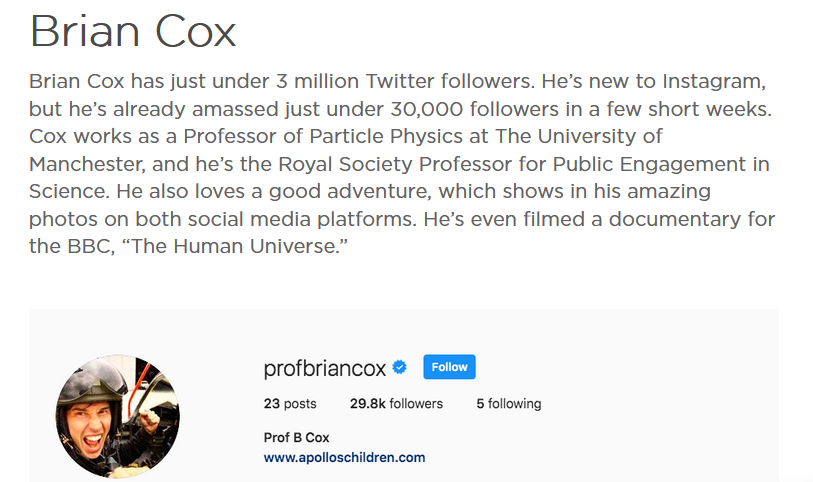 Brian Cox
Brian Cox has just under 3 million Twitter followers. He’s new to Instagram,
but he’s already amassed just under 30,000 followers in a few short weeks.
Cox works as a Professor of Particle Physics at The University of
Manchester, and he’s the Royal Society Professor for Public Engagement in
Science. He also loves a good adventure, which shows in his amazing
photos on both social media platforms. He’s even filmed a documentary for
the BBC, “The Human Universe.”
profbriancox Follow
23 posts 29.8k followers 5 following
Prof B Cox
www.apolloschildren.com